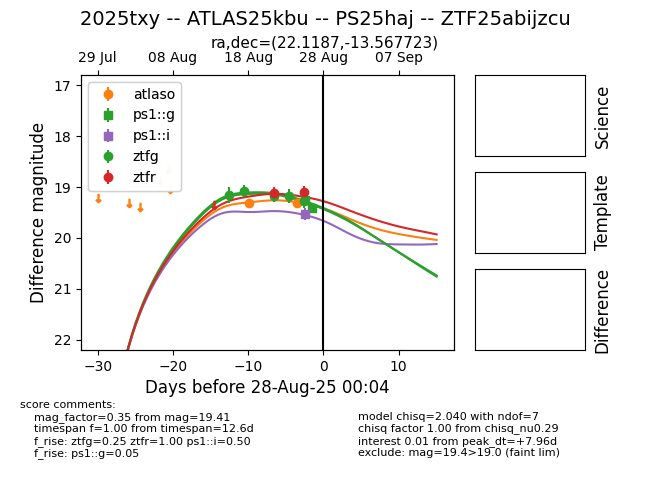 2025txy -- ATLAS25kbu -- PS25haj -- ZTF25abijzcu
ra,dec=(22.1187,-13.567723)
29 Jul 08 Aug 18 Aug 28 Aug 07 Sep
17
18
19
20
21
22
Difference magnitude
atlaso
ps1::g
ps1::i
ztfg
ztfr
−30 −20 −10 0 10
Days before 28-Aug-25 00:04
Science
Template
Difference
score comments:
mag_factor=0.35 from mag=19.41
timespan f=1.00 from timespan=12.6d
f_rise: ztfg=0.25 ztfr=1.00 ps1::i=0.50
f_rise: ps1::g=0.05
model chisq=2.040 with ndof=7
chisq factor 1.00 from chisq_nu0.29
interest 0.01 from peak_dt=+7.96d
exclude: mag=19.4>19.0 (faint lim)